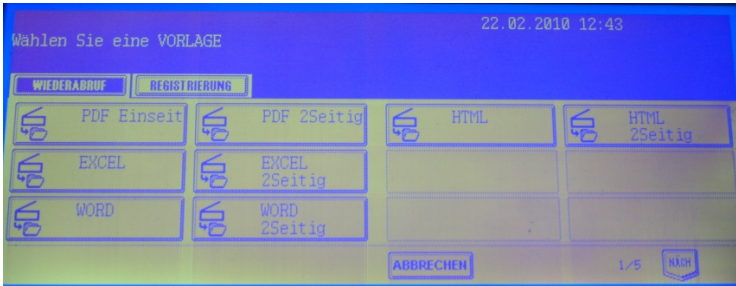 22.02.2010 12:43
Wählen Sie eine VORLAGE
WIEDERABRUF REGISTRIERUNG
PDF Einseit PDF 2Seitig HTML HTML
2Seitig
EXCEL EXCEL
2Seitig
WORD WORD
2Seitig
ABBRECHEN 1/5 NÄCH